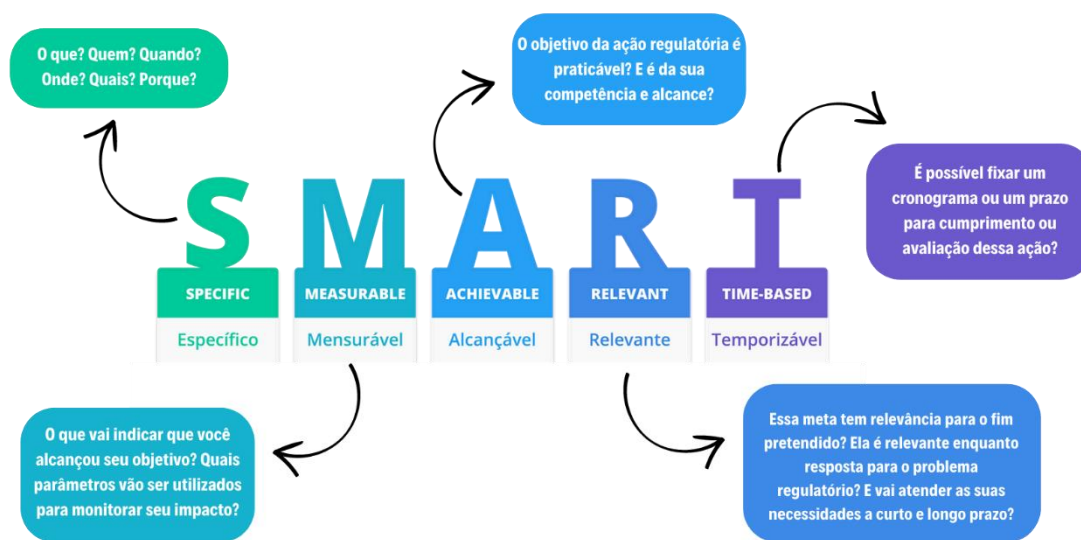 O que? Quem? Quando?
Onde? Quais? Porque?
O objetivo da ação regulatória é
praticável? E é da sua
competência e alcance?
É possível fixar um
cronograma ou um prazo
para cumprimento ou
avaliação dessa ação?
S M A R T
SPECIFIC MEASURABLE ACHIEVABLE RELEVANT TIME-BASED
Específico Mensurável Alcançável Relevante Temporizável
O que vai indicar que você
alcançou seu objetivo? Quais
parâmetros vão ser utilizados
para monitorar seu impacto?
Essa meta tem relevância para o fim
pretendido? Ela é relevante enquanto
resposta para o problema
regulatório? E vai atender as suas
necessidades a curto e longo prazo?